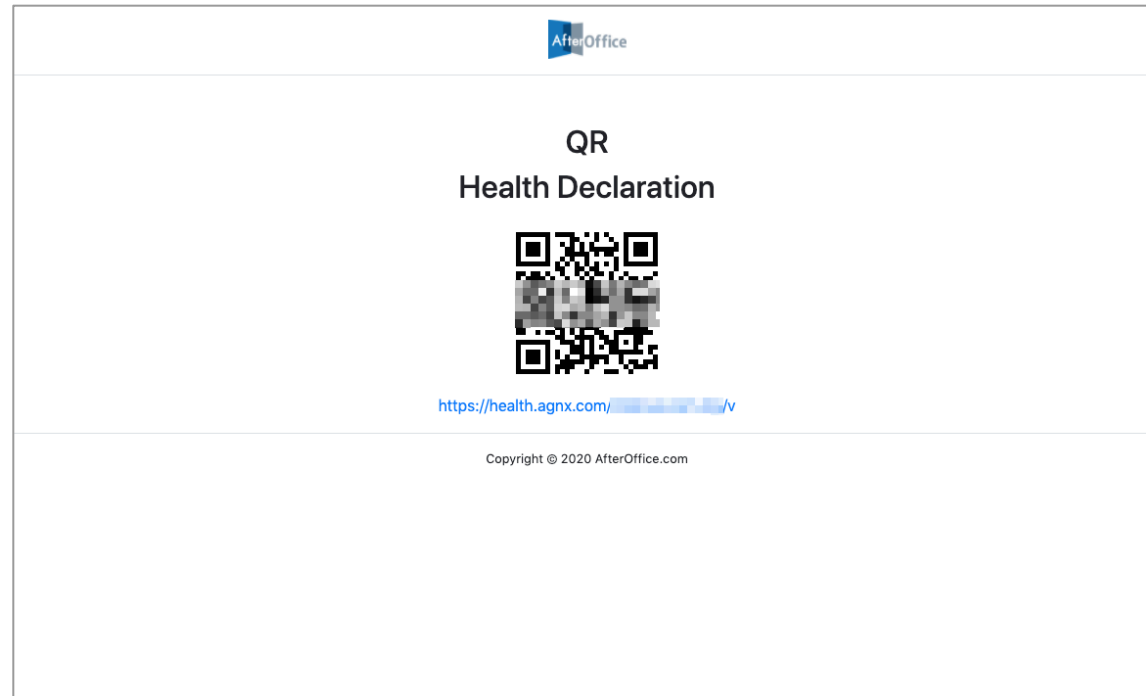 AfterOffice
QR
Health Declaration
https://health.agnx.com/ /v
Copyright © 2020 AfterOffice.com